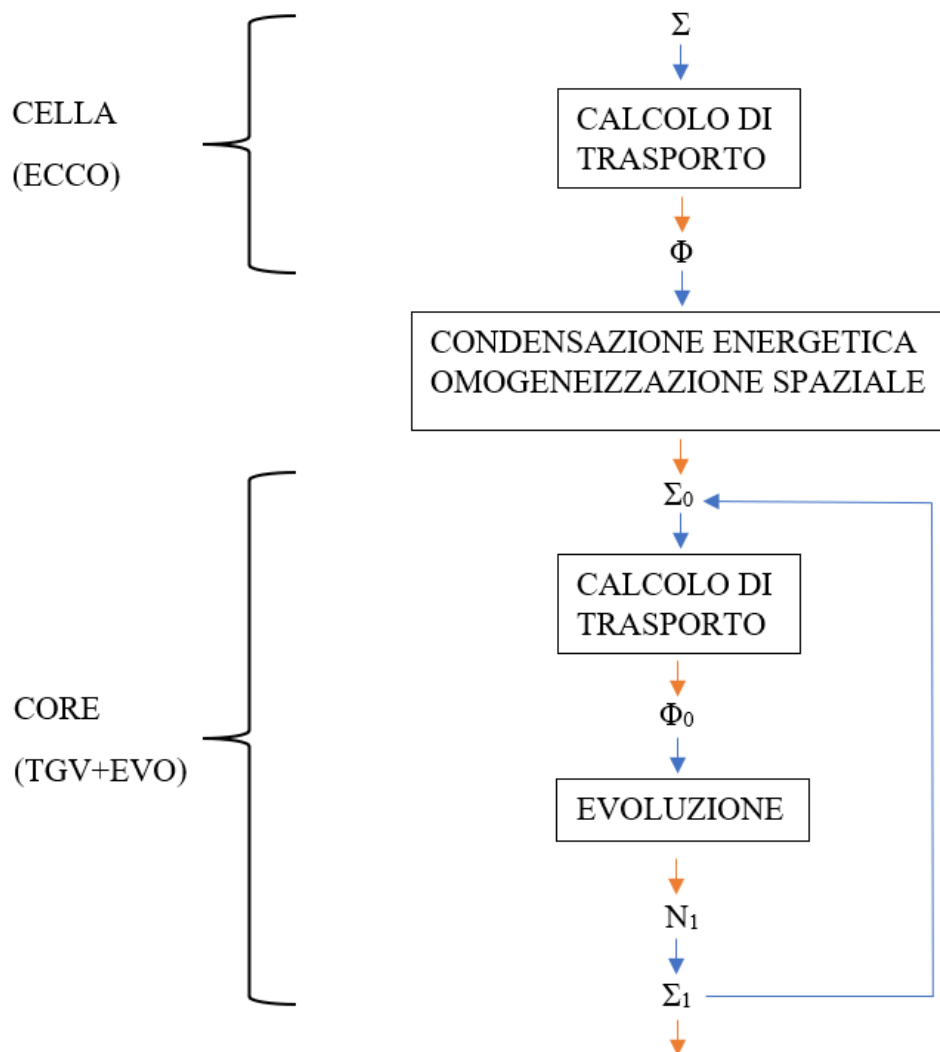 Σ
CELLA
(ECCO)
CALCOLO DI
TRASPORTO
Φ
CONDENSAZIONE ENERGETICA
OMOGENEIZZAZIONE SPAZIALE
Σ₀
CALCOLO DI
TRASPORTO
CORE
(TGV+EVO)
Φ₀
EVOLUZIONE
N₁
Σ₁